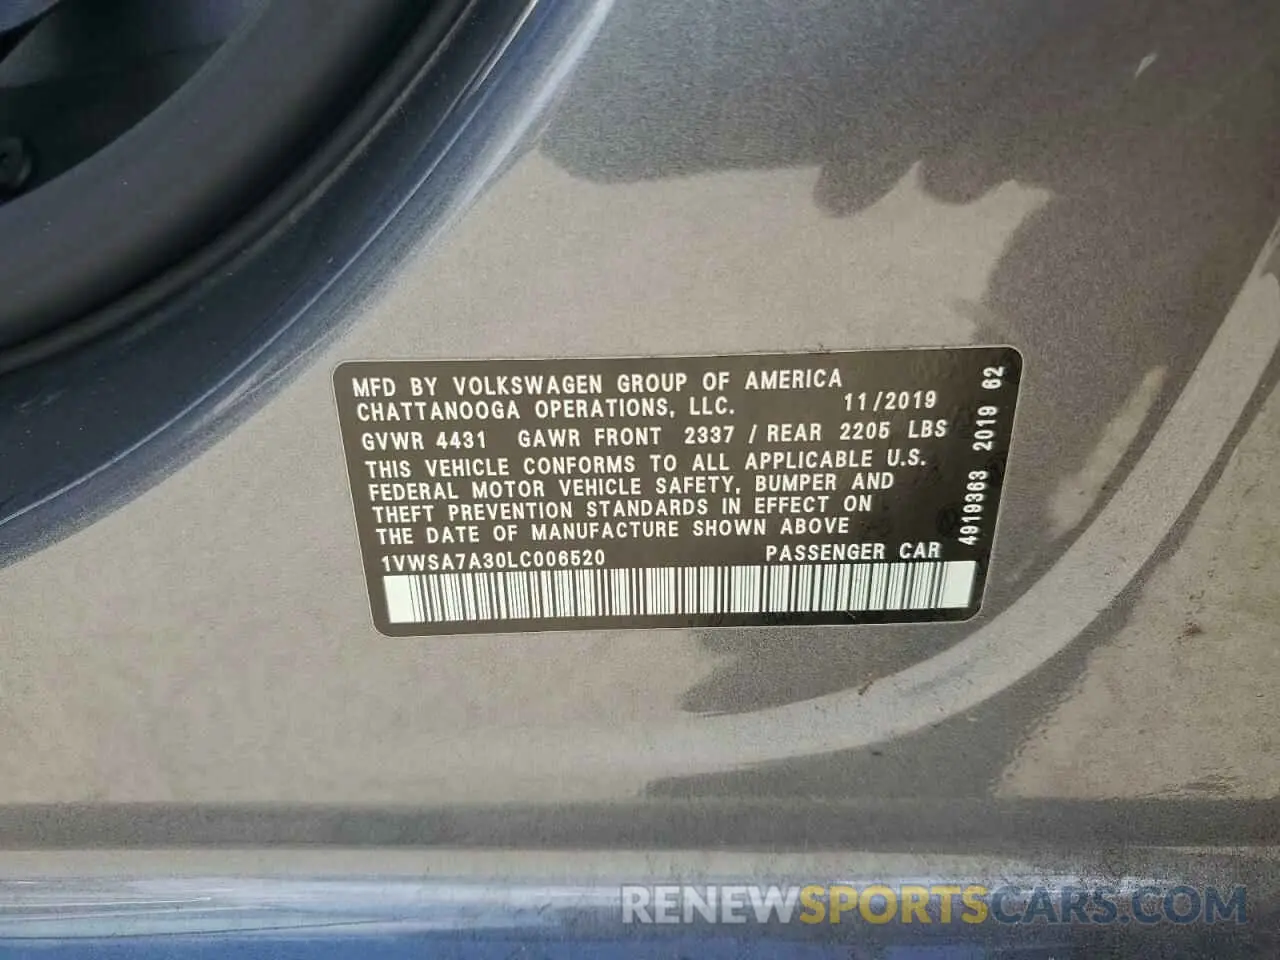 MFD BY VOLKSWAGEN GROUP OF AMERICA
CHATTANOOGA OPERATIONS, LLC. 11/2019
GVWR 4431 GAWR FRONT 2337 / REAR 2205 LBS
THIS VEHICLE CONFORMS TO ALL APPLICABLE U.S.
FEDERAL MOTOR VEHICLE SAFETY, BUMPER AND
THEFT PREVENTION STANDARDS IN EFFECT ON
THE DATE OF MANUFACTURE SHOWN ABOVE
1VWSA7A30LC006520 PASSENGER CAR
4919363 2019 62
RENEWSPORTSCARS.COM